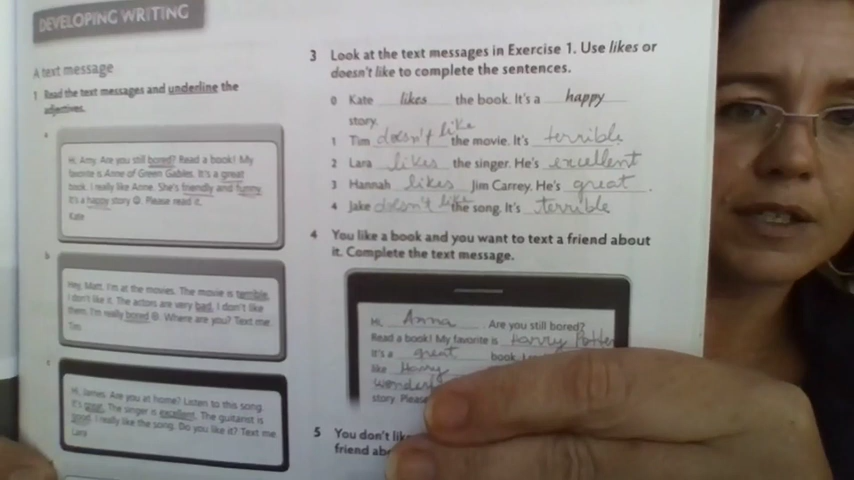 DEVELOPING WRITING
A text message
1 Read the text messages and underline the
adjectives.
a
Hi, Amy. Are you still bored? Read a book! My
favorite is Anne of Green Gables. It's a great
book. I really like Anne. She's friendly and funny.
It's a happy story ☺. Please read it.
Kate
b
Hey, Matt. I'm at the movies. The movie is terrible.
I don't like it. The actors are very bad. I don't like
them. I'm really bored ☹. Where are you? Text me
Tim
c
Hi, James. Are you at home? Listen to this song.
It's great. The singer is excellent. The guitarist is
good. I really like the song. Do you like it? Text me
Lara
3 Look at the text messages in Exercise 1. Use likes or
doesn't like to complete the sentences.
0 Kate likes the book. It's a happy
story.
1 Tim doesn't like the movie. It's terrible
2 Lara likes the singer. He's excellent
3 Hannah likes Jim Carrey. He's great .
4 Jake doesn't like the song. It's terrible
4 You like a book and you want to text a friend about
it. Complete the text message.
Hi, Anna . Are you still bored?
Read a book! My favorite is Harry Potter
It's a great book. I
like Harry
story. Please
5 You don't like
friend